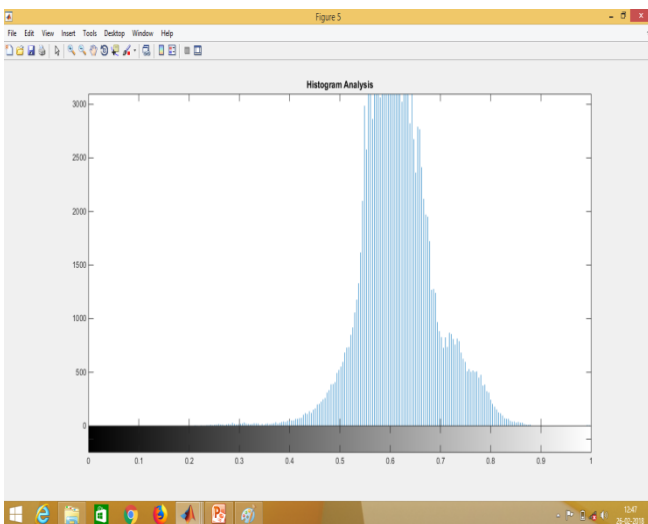 Figure 5
File Edit View Insert Tools Desktop Window Help
Histogram Analysis
3000
2500
2000
1500
1000
500
0
0 0.1 0.2 0.3 0.4 0.5 0.6 0.7 0.8 0.9 1
12:47
26-02-2018